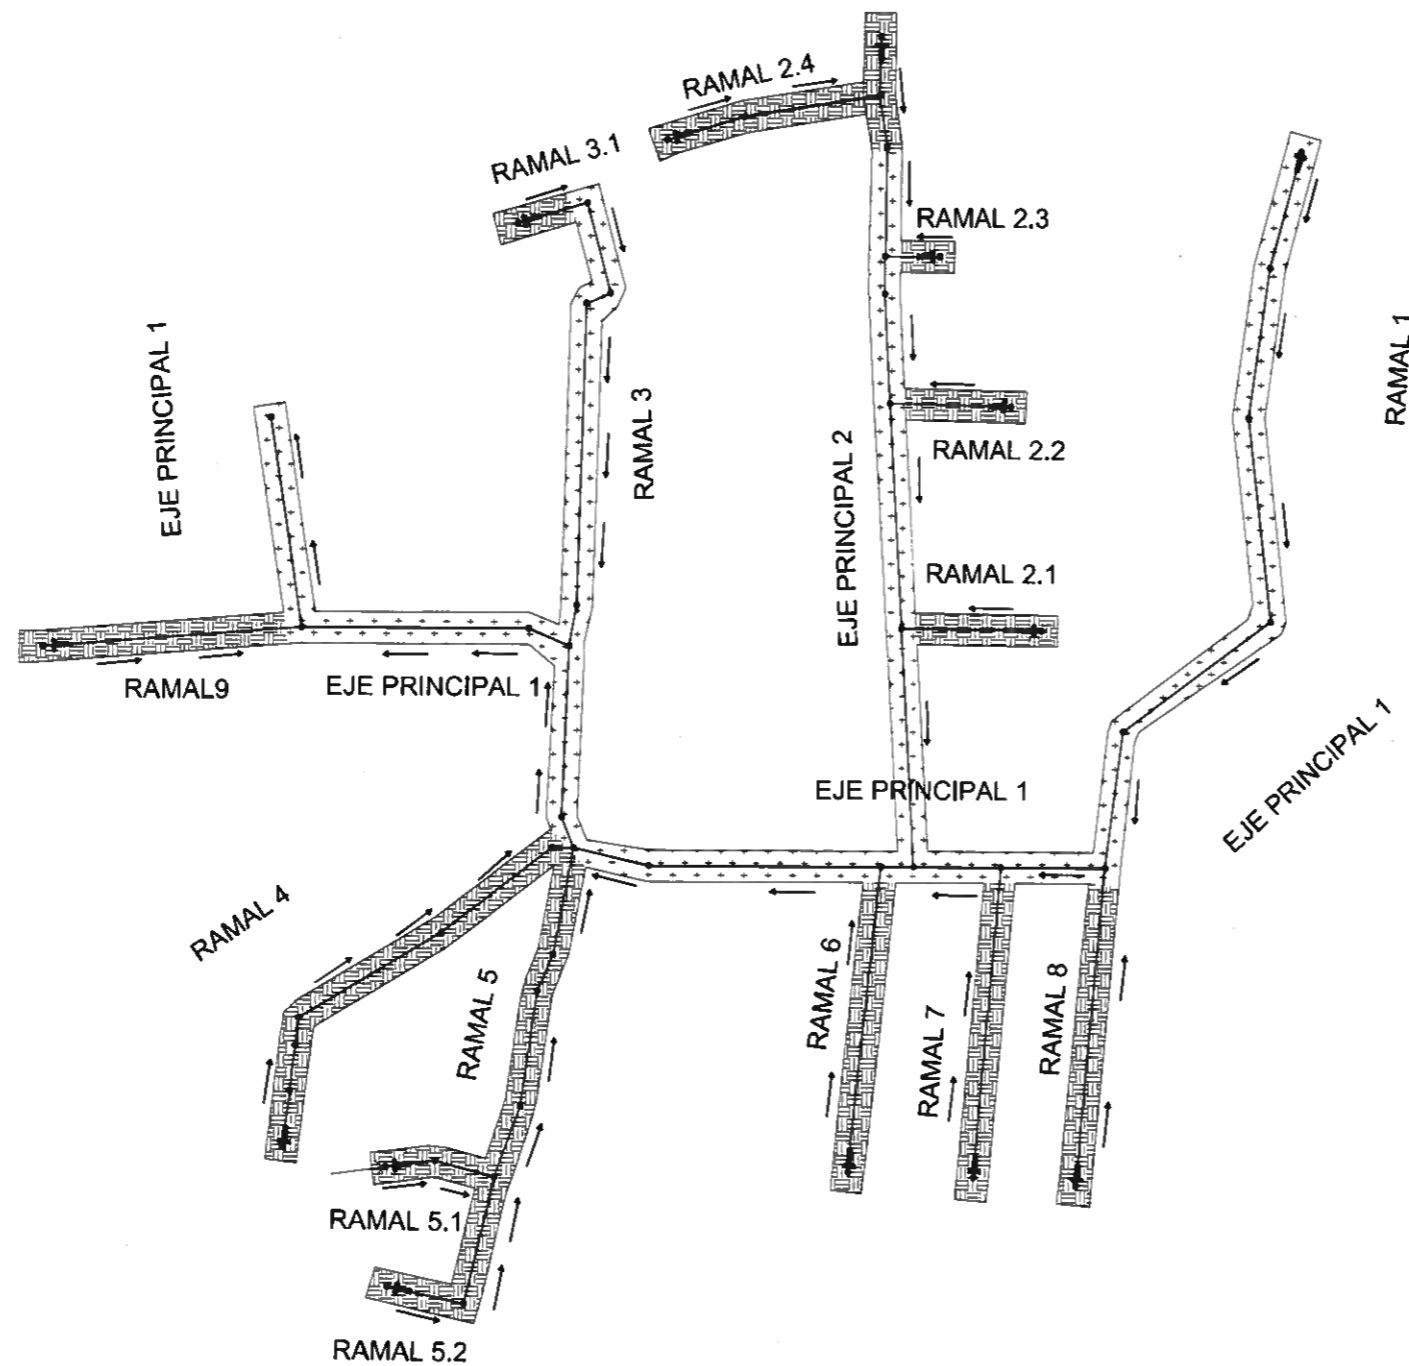 RAMAL 2.4
RAMAL 3.1
RAMAL 2.3
EJE PRINCIPAL 1
RAMAL 3
EJE PRINCIPAL 2
RAMAL 2.2
RAMAL 1
RAMAL 2.1
RAMAL9
EJE PRINCIPAL 1
EJE PRINCIPAL 1
EJE PRINCIPAL 1
RAMAL 4
RAMAL 5
RAMAL 6
RAMAL 7
RAMAL 8
RAMAL 5.1
RAMAL 5.2